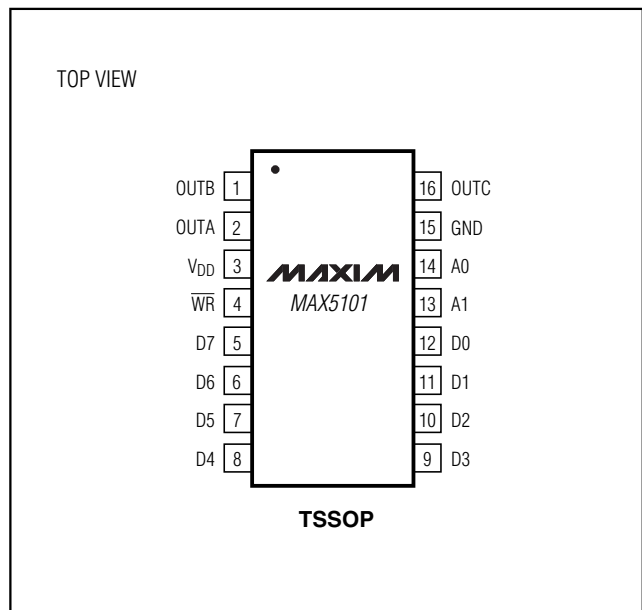 TOP VIEW
OUTB 1 16 OUTC
OUTA 2 15 GND
VDD 3 14 A0
MAXIM
WR 4 13 A1
MAX5101
D7 5 12 D0
D6 6 11 D1
D5 7 10 D2
D4 8 9 D3
TSSOP